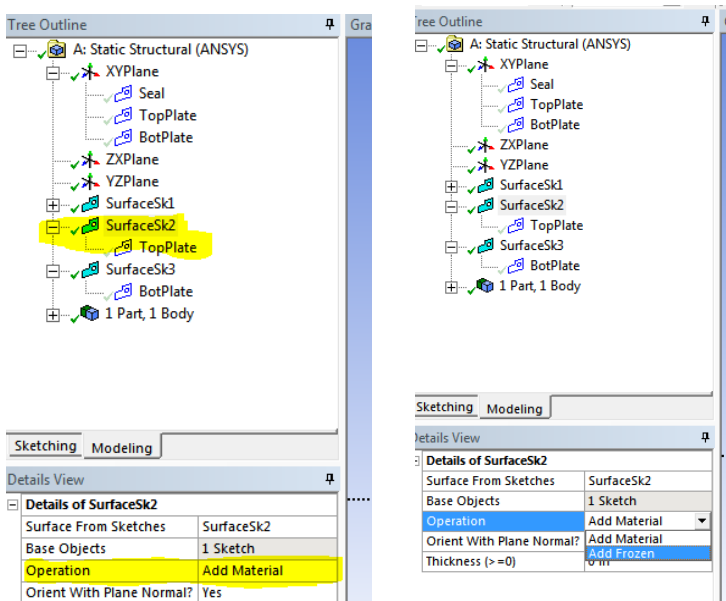 Tree Outline
Gra
A: Static Structural (ANSYS)
XYPlane
Seal
TopPlate
BotPlate
ZXPlane
YZPlane
SurfaceSk1
SurfaceSk2
TopPlate
SurfaceSk3
BotPlate
1 Part, 1 Body
Sketching Modeling
Details View
Details of SurfaceSk2
Surface From Sketches SurfaceSk2
Base Objects 1 Sketch
Operation Add Material
Orient With Plane Normal? Yes
Tree Outline
A: Static Structural (ANSYS)
XYPlane
Seal
TopPlate
BotPlate
ZXPlane
YZPlane
SurfaceSk1
SurfaceSk2
TopPlate
SurfaceSk3
BotPlate
1 Part, 1 Body
Sketching Modeling
Details View
Details of SurfaceSk2
Surface From Sketches SurfaceSk2
Base Objects 1 Sketch
Operation Add Material
Orient With Plane Normal? Add Material
Add Frozen
Thickness (>=0) 0 in